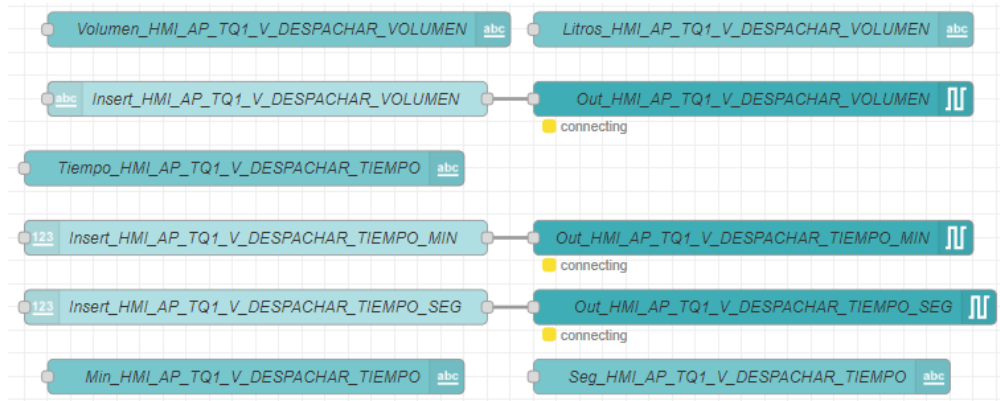 Volumen_HMI_AP_TQ1_V_DESPACHAR_VOLUMEN abc Litros_HMI_AP_TQ1_V_DESPACHAR_VOLUMEN abc
abc Insert_HMI_AP_TQ1_V_DESPACHAR_VOLUMEN Out_HMI_AP_TQ1_V_DESPACHAR_VOLUMEN
connecting
Tiempo_HMI_AP_TQ1_V_DESPACHAR_TIEMPO abc
123 Insert_HMI_AP_TQ1_V_DESPACHAR_TIEMPO_MIN Out_HMI_AP_TQ1_V_DESPACHAR_TIEMPO_MIN
connecting
123 Insert_HMI_AP_TQ1_V_DESPACHAR_TIEMPO_SEG Out_HMI_AP_TQ1_V_DESPACHAR_TIEMPO_SEG
connecting
Min_HMI_AP_TQ1_V_DESPACHAR_TIEMPO abc Seg_HMI_AP_TQ1_V_DESPACHAR_TIEMPO abc